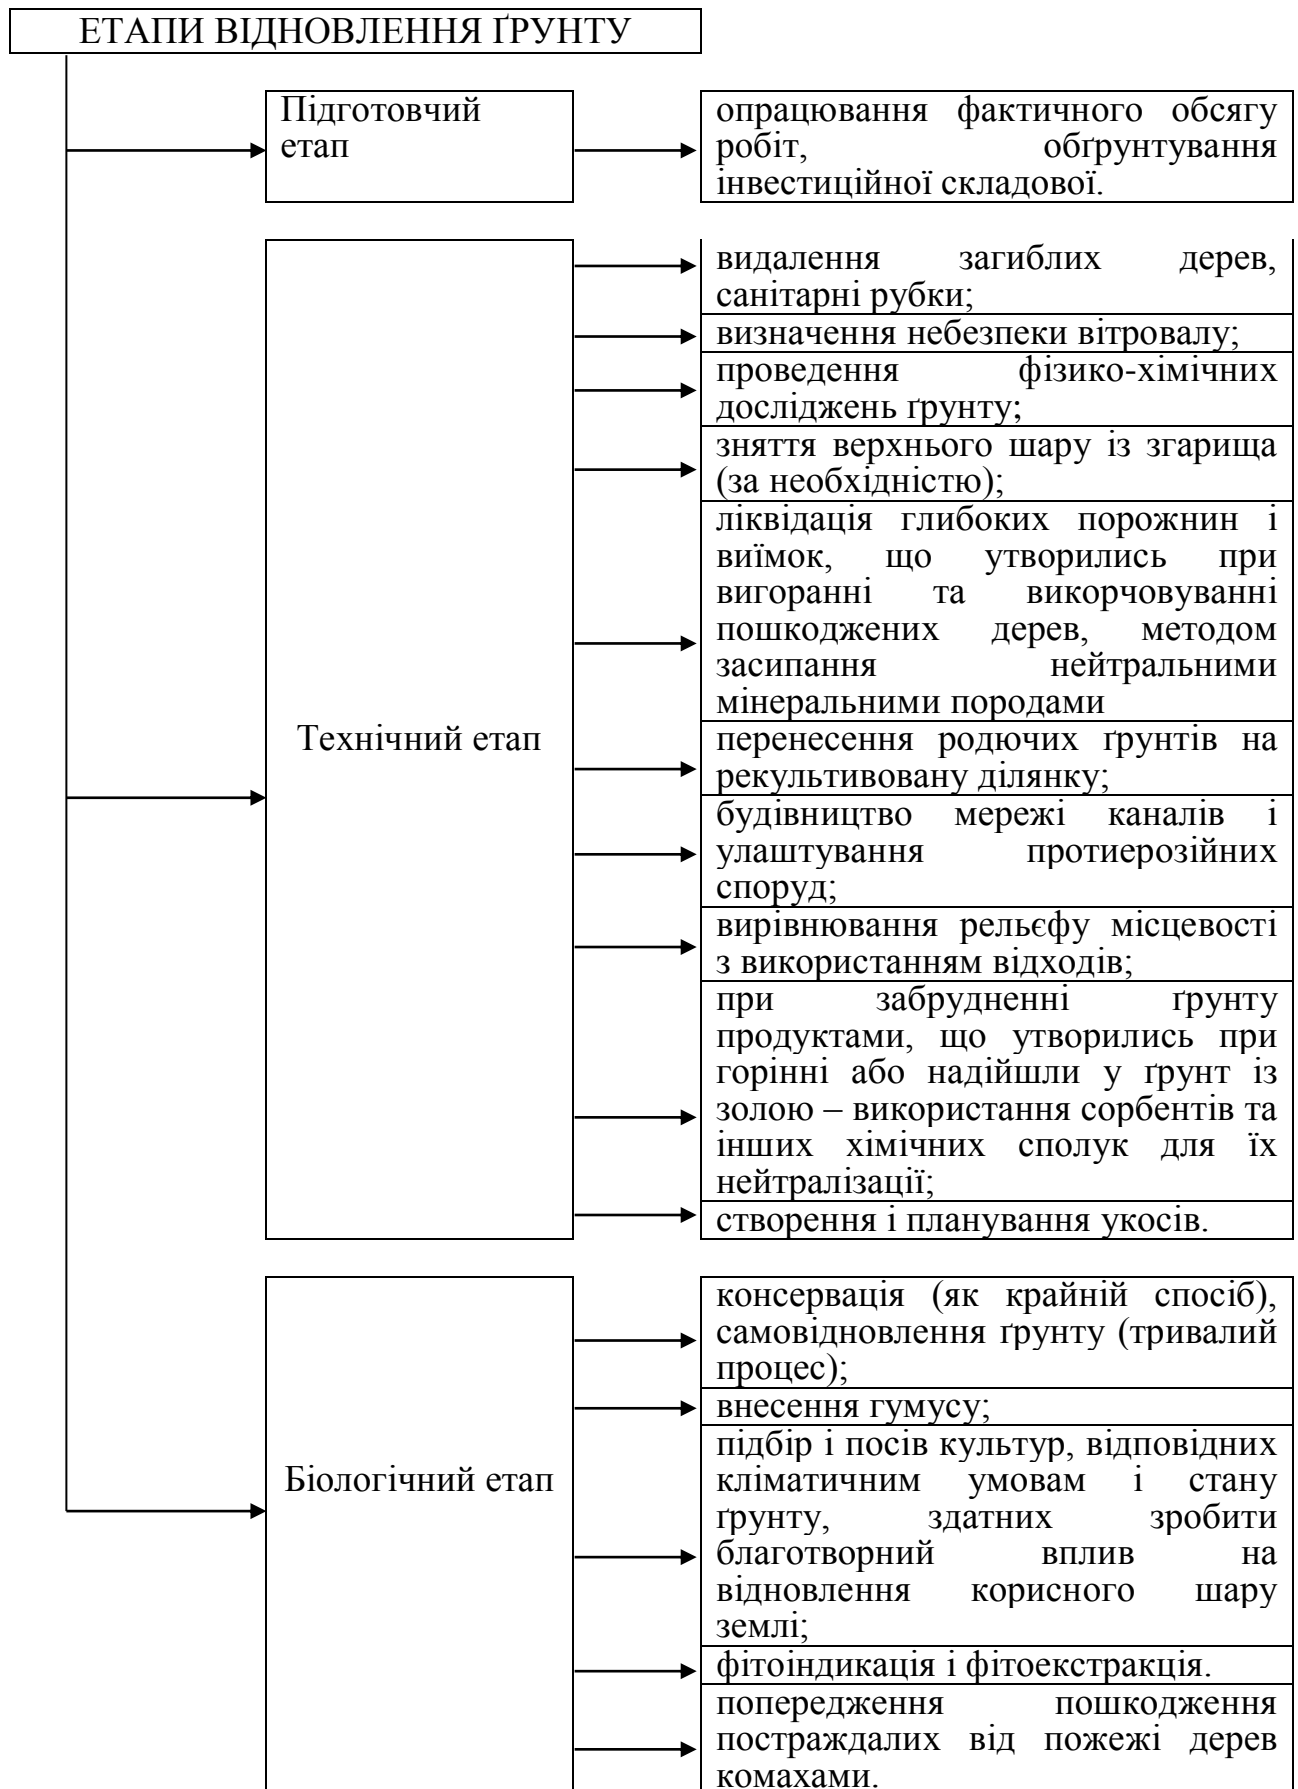 ЕТАПИ ВІДНОВЛЕННЯ ҐРУНТУ
Підготовчий
етап
опрацювання фактичного обсягу
робіт, обґрунтування
інвестиційної складової.
Технічний етап
видалення загиблих дерев,
санітарні рубки;
визначення небезпеки вітровалу;
проведення фізико-хімічних
досліджень ґрунту;
зняття верхнього шару із згарища
(за необхідністю);
ліквідація глибоких порожнин і
виїмок, що утворились при
вигоранні та викорчовуванні
пошкоджених дерев, методом
засипання нейтральними
мінеральними породами
перенесення родючих ґрунтів на
рекультивовану ділянку;
будівництво мережі каналів і
улаштування протиерозійних
споруд;
вирівнювання рельєфу місцевості
з використанням відходів;
при забрудненні ґрунту
продуктами, що утворились при
горінні або надійшли у ґрунт із
золою – використання сорбентів та
інших хімічних сполук для їх
нейтралізації;
створення і планування укосів.
Біологічний етап
консервація (як крайній спосіб),
самовідновлення ґрунту (тривалий
процес);
внесення гумусу;
підбір і посів культур, відповідних
кліматичним умовам і стану
ґрунту, здатних зробити
благотворний вплив на
відновлення корисного шару
землі;
фітоіндикація і фітоекстракція.
попередження пошкодження
постраждалих від пожежі дерев
комахами.